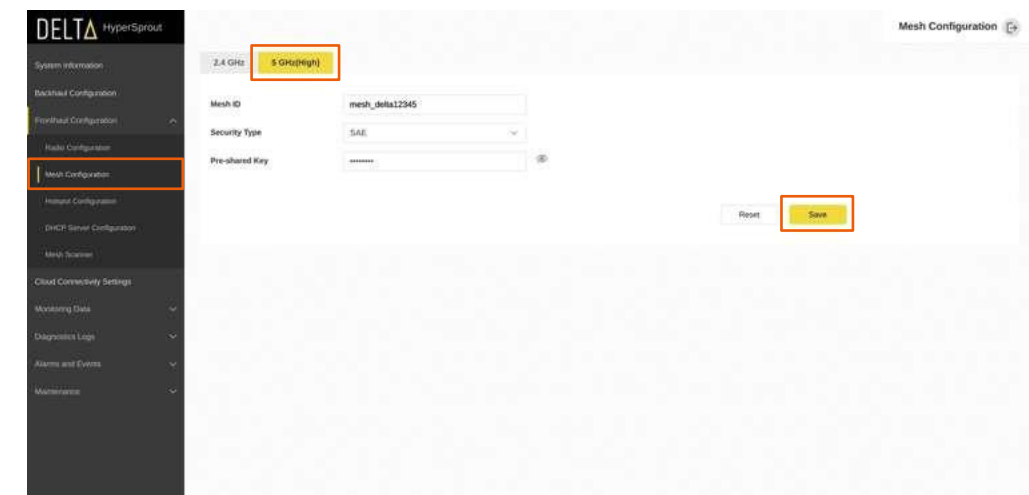 DELTA HyperSprout
Mesh Configuration
System Information
Backhaul Configuration
Fronthaul Configuration
Radio Configuration
Mesh Configuration
Hotspot Configuration
DHCP Server Configuration
Mesh Scanner
Cloud Connectivity Settings
Monitoring Data
Diagnostics Logs
Alarms and Events
Maintenance
2.4 GHz
5 GHz(High)
Mesh ID
mesh_delta12345
Security Type
SAE
Pre-shared Key
••••••••
Reset
Save